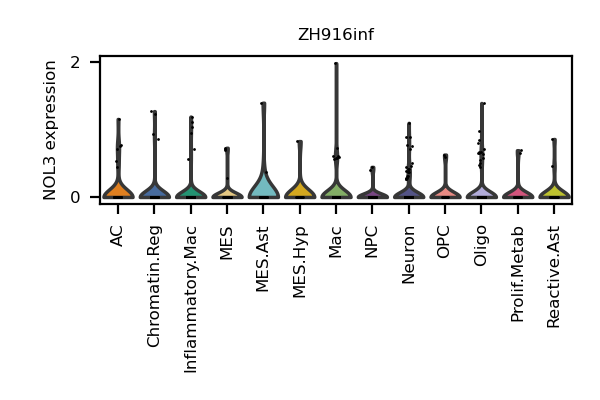 ZH916inf
NOL3 expression
2
0
AC
Chromatin.Reg
Inflammatory.Mac
MES
MES.Ast
MES.Hyp
Mac
NPC
Neuron
OPC
Oligo
Prolif.Metab
Reactive.Ast